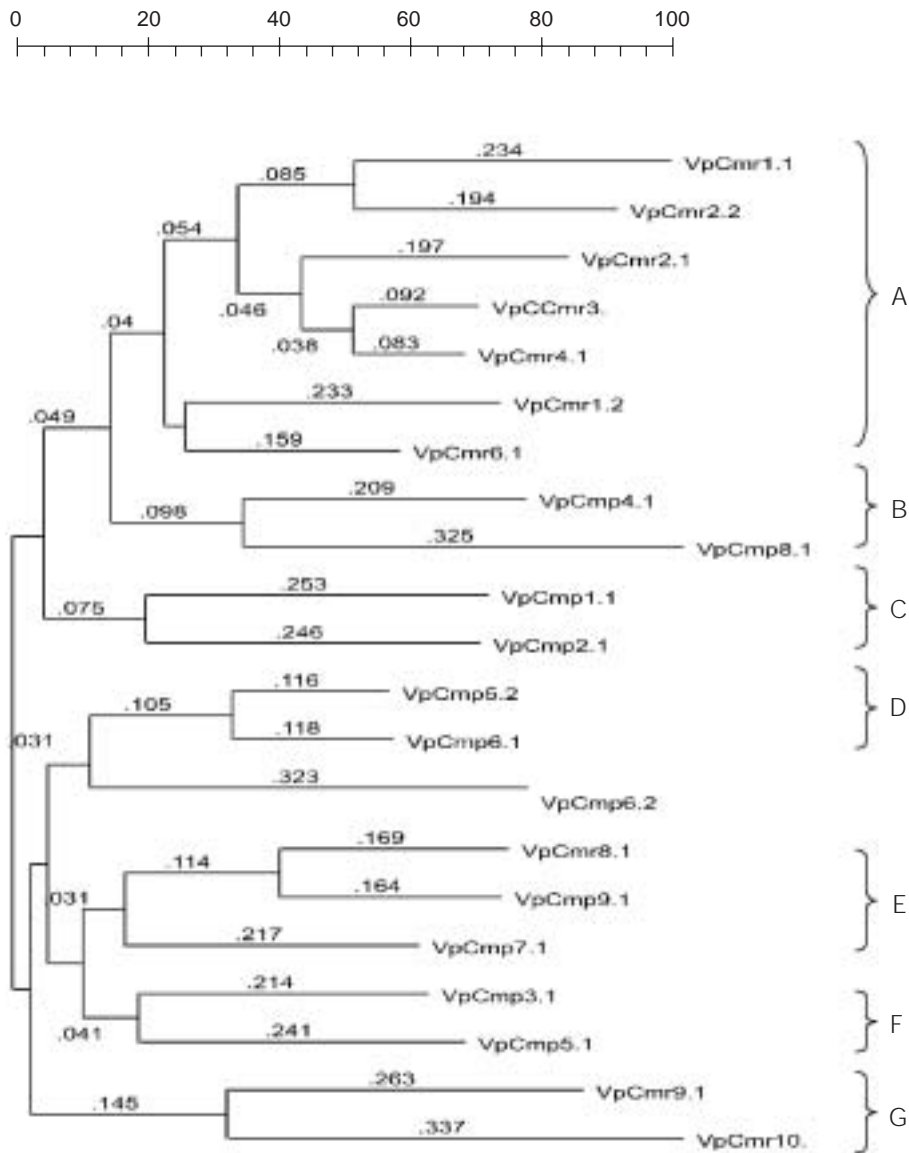 0 20 40 60 80 100
.234
VpCmr1.1
.085
.194
VpCmr2.2
.054
.197
VpCmr2.1
A
.046
.092
VpCCmr3.
.04
.038
.083
VpCmr4.1
.233
VpCmr1.2
.049
.159
VpCmr6.1
.209
VpCmp4.1
B
.098
.325
VpCmp8.1
.253
VpCmp1.1
C
.075
.246
VpCmp2.1
.116
VpCmp5.2
.105
D
.118
VpCmp6.1
.031
.323
VpCmp6.2
.169
VpCmr8.1
.114
.164
VpCmp9.1
E
.031
.217
VpCmp7.1
.214
VpCmp3.1
F
.041
.241
VpCmp5.1
.263
VpCmr9.1
.145
G
.337
VpCmr10.